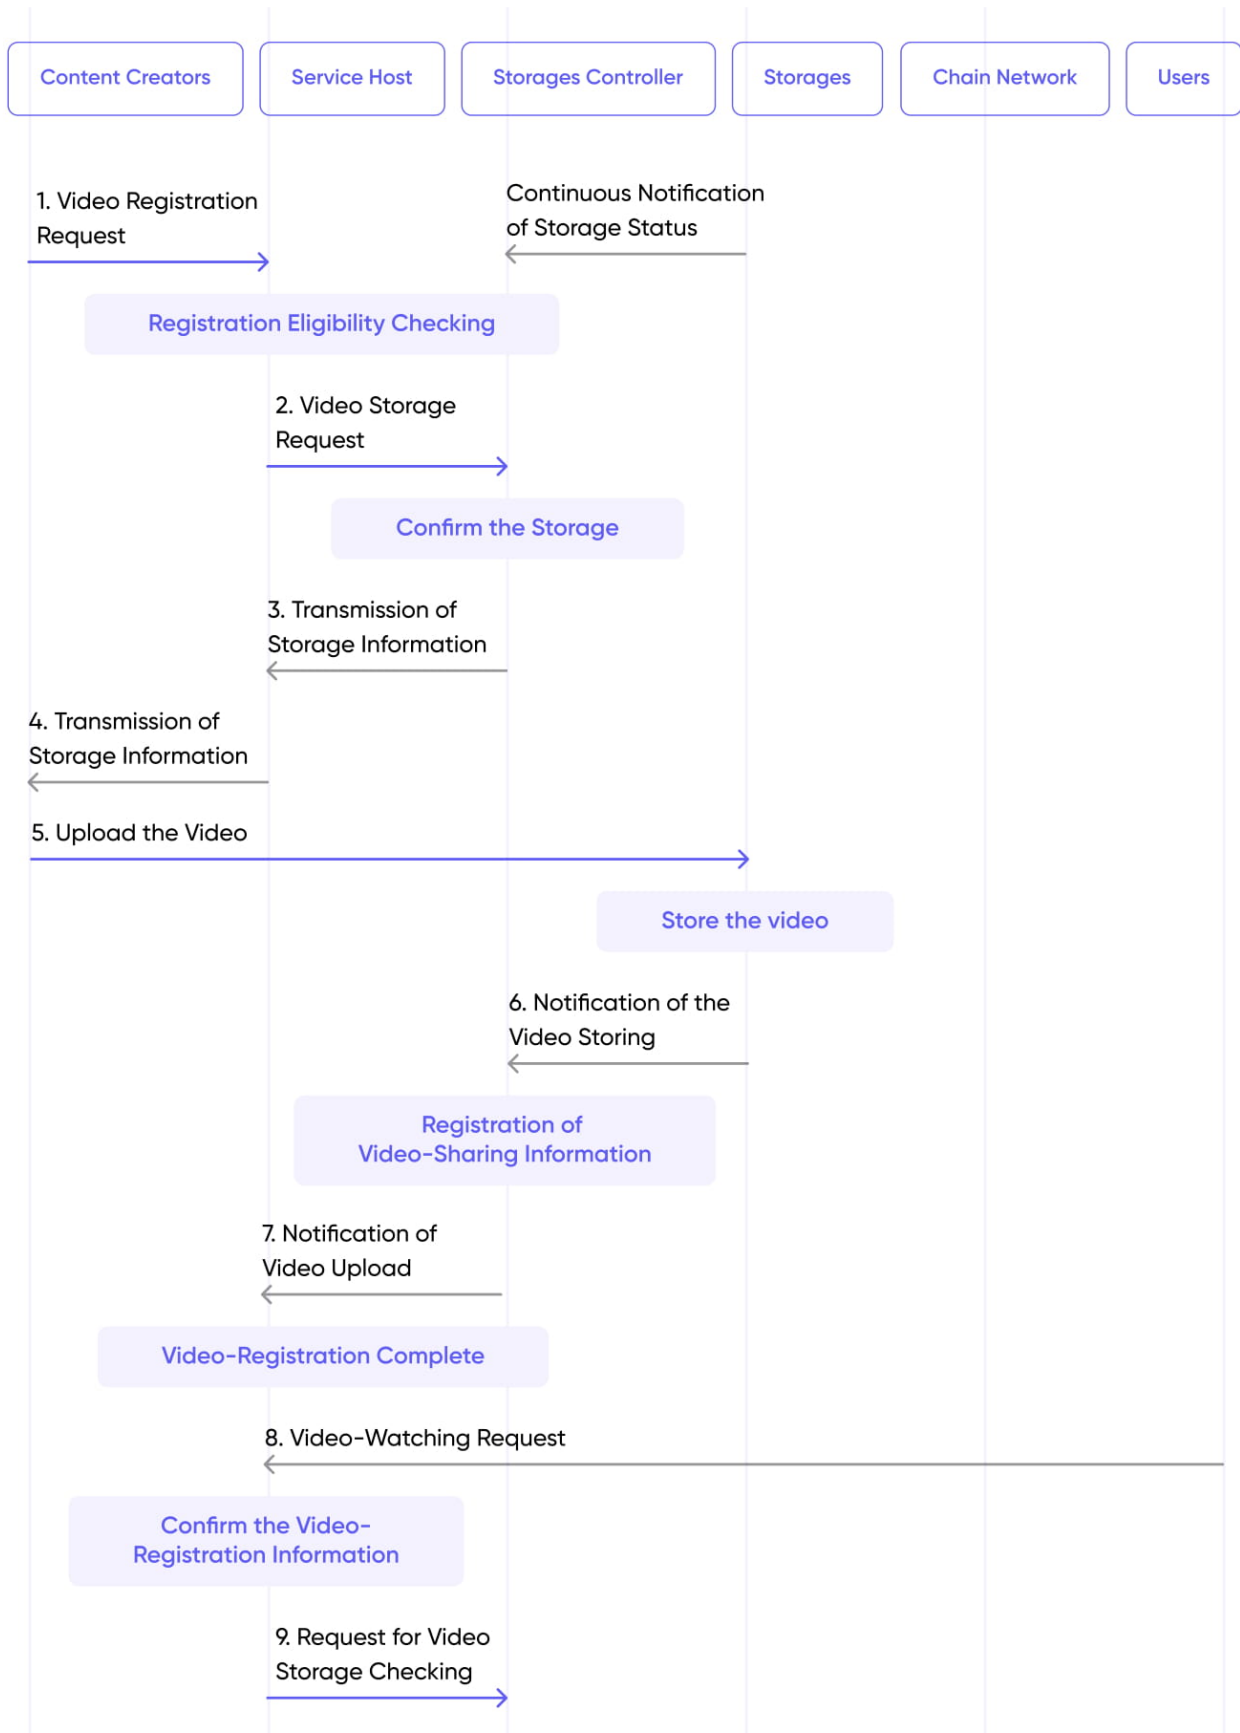 Content Creators
Service Host
Storages Controller
Storages
Chain Network
Users
1. Video Registration
Request
Continuous Notification
of Storage Status
Registration Eligibility Checking
2. Video Storage
Request
Confirm the Storage
3. Transmission of
Storage Information
4. Transmission of
Storage Information
5. Upload the Video
Store the video
6. Notification of the
Video Storing
Registration of
Video-Sharing Information
7. Notification of
Video Upload
Video-Registration Complete
8. Video-Watching Request
Confirm the Video-
Registration Information
9. Request for Video
Storage Checking